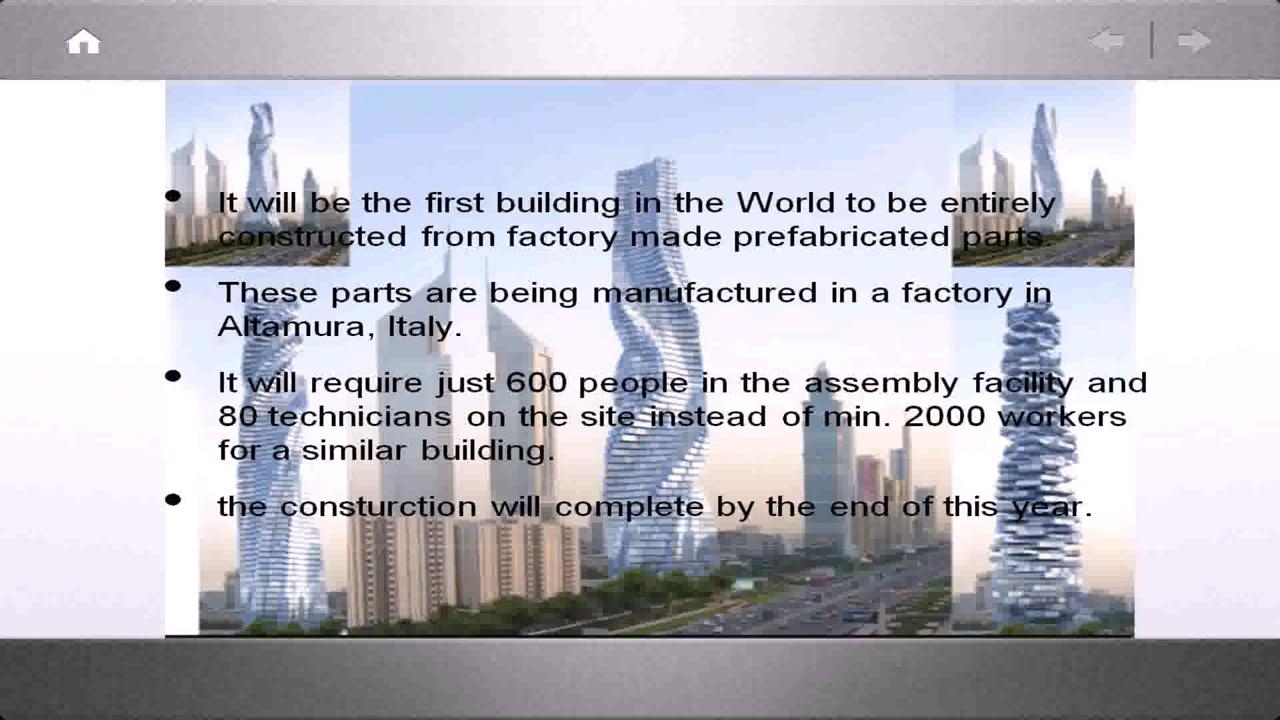 • It will be the first building in the World to be entirely
constructed from factory made prefabricated parts.
• These parts are being manufactured in a factory in
Altamura, Italy.
• It will require just 600 people in the assembly facility and
80 technicians on the site instead of min. 2000 workers
for a similar building.
• the consturction will complete by the end of this year.